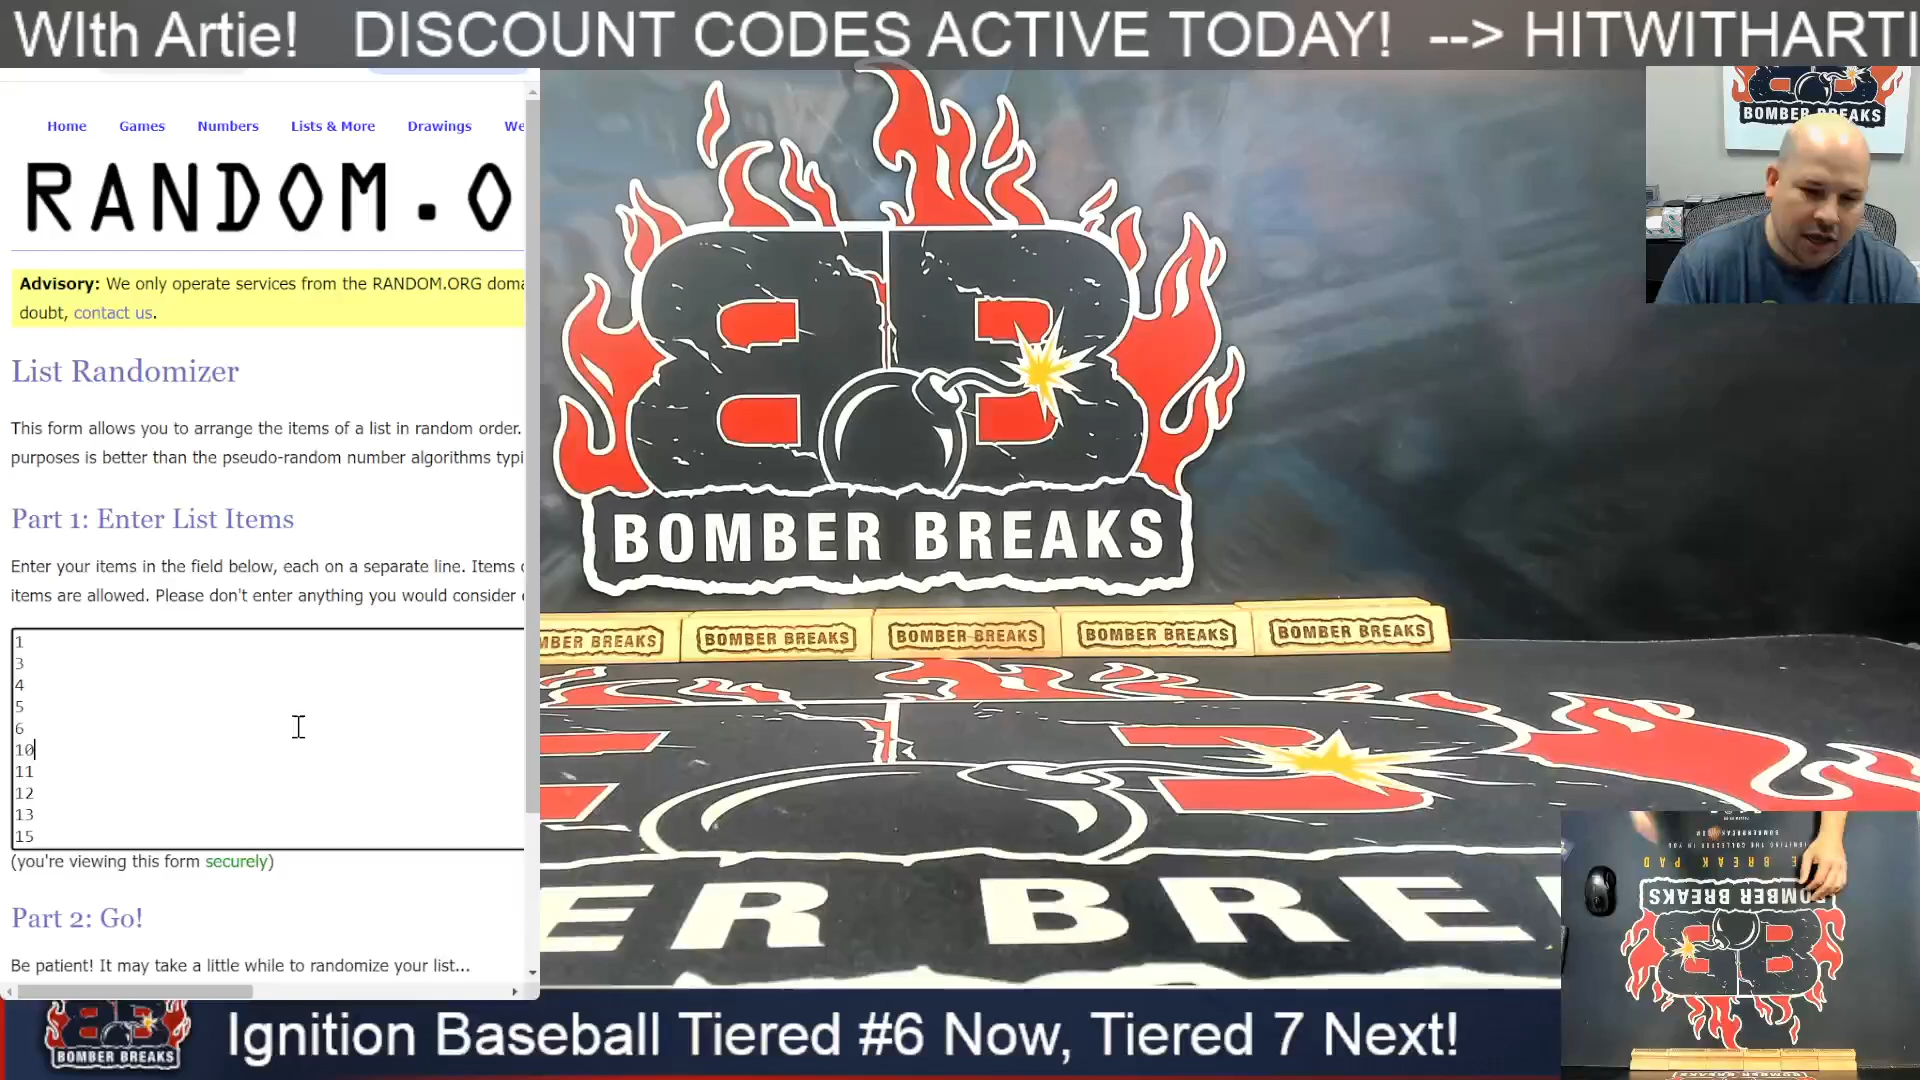 WIth Artie! DISCOUNT CODES ACTIVE TODAY! --> HITWITHARTI
Home Games Numbers Lists & More Drawings We
RANDOM.O
Advisory: We only operate services from the RANDOM.ORG doma
doubt, contact us.
List Randomizer
This form allows you to arrange the items of a list in random order.
purposes is better than the pseudo-random number algorithms typi
Part 1: Enter List Items
Enter your items in the field below, each on a separate line. Items
items are allowed. Please don't enter anything you would consider
1
3
4
5
6
10
11
12
13
15
(you're viewing this form securely)
Part 2: Go!
Be patient! It may take a little while to randomize your list...
BOMBER BREAKS
BOMBER BREAKS
MBER BREAKS
BOMBER BREAKS
BOMBER BREAKS
BOMBER BREAKS
BOMBER BREAKS
ER BREA
E BREAK PAD
BOMBER BREAKS
BOMBER BREAKS
Ignition Baseball Tiered #6 Now, Tiered 7 Next!